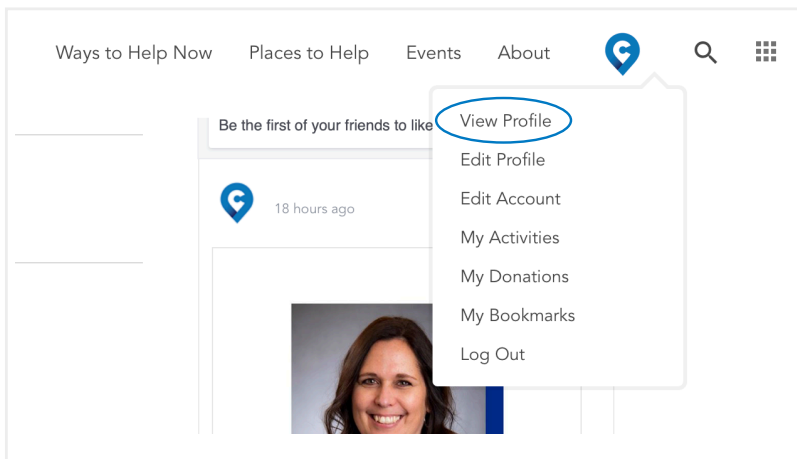 Ways to Help Now Places to Help Events About
Be the first of your friends to like
18 hours ago
View Profile
Edit Profile
Edit Account
My Activities
My Donations
My Bookmarks
Log Out